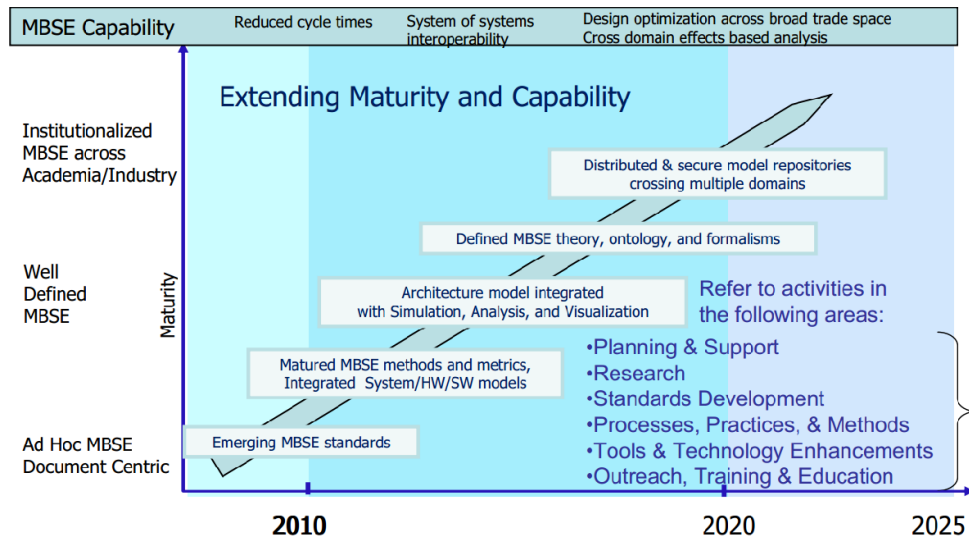 MBSE Capability
Reduced cycle times
System of systems
interoperability
Design optimization across broad trade space
Cross domain effects based analysis
Extending Maturity and Capability
Institutionalized
MBSE across
Academia/Industry
Distributed & secure model repositories
crossing multiple domains
Defined MBSE theory, ontology, and formalisms
Well
Defined
MBSE
Maturity
Architecture model integrated
with Simulation, Analysis, and Visualization
Refer to activities in
the following areas:
•Planning & Support
•Research
•Standards Development
•Processes, Practices, & Methods
•Tools & Technology Enhancements
•Outreach, Training & Education
Matured MBSE methods and metrics,
Integrated System/HW/SW models
Ad Hoc MBSE
Document Centric
Emerging MBSE standards
2010
2020
2025